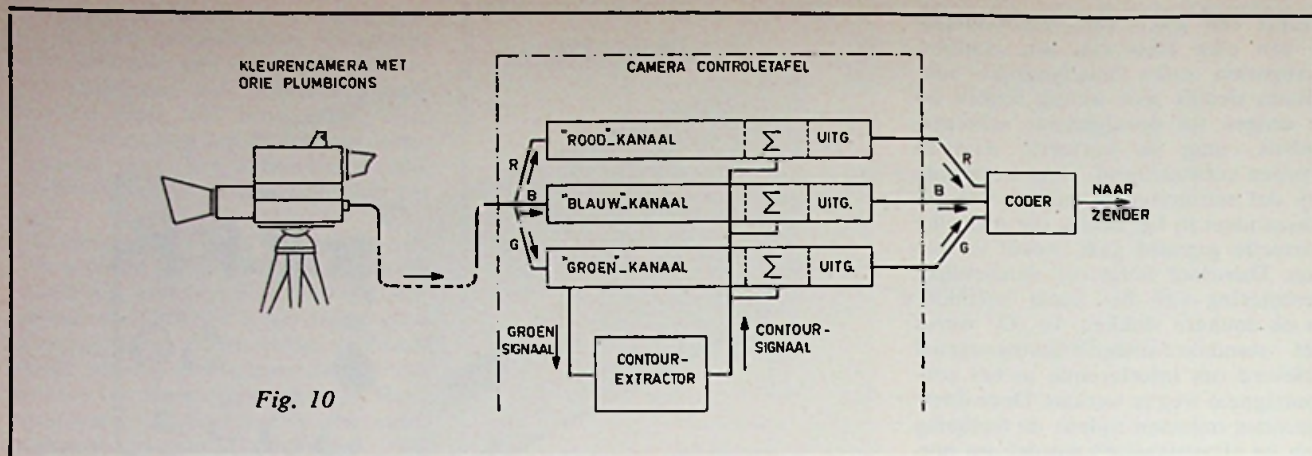 KLEURENCAMERA MET
DRIE PLUMBICONS
CAMERA CONTROLETAFEL
"ROOD"-KANAAL
Σ
UITG.
"BLAUW"-KANAAL
Σ
UITG.
"GROEN"-KANAAL
Σ
UITG.
R
B
G
R
B
G
CODER
NAAR
ZENDER
GROEN
SIGNAAL
CONTOUR-
EXTRACTOR
CONTOUR-
SIGNAAL
Fig. 10